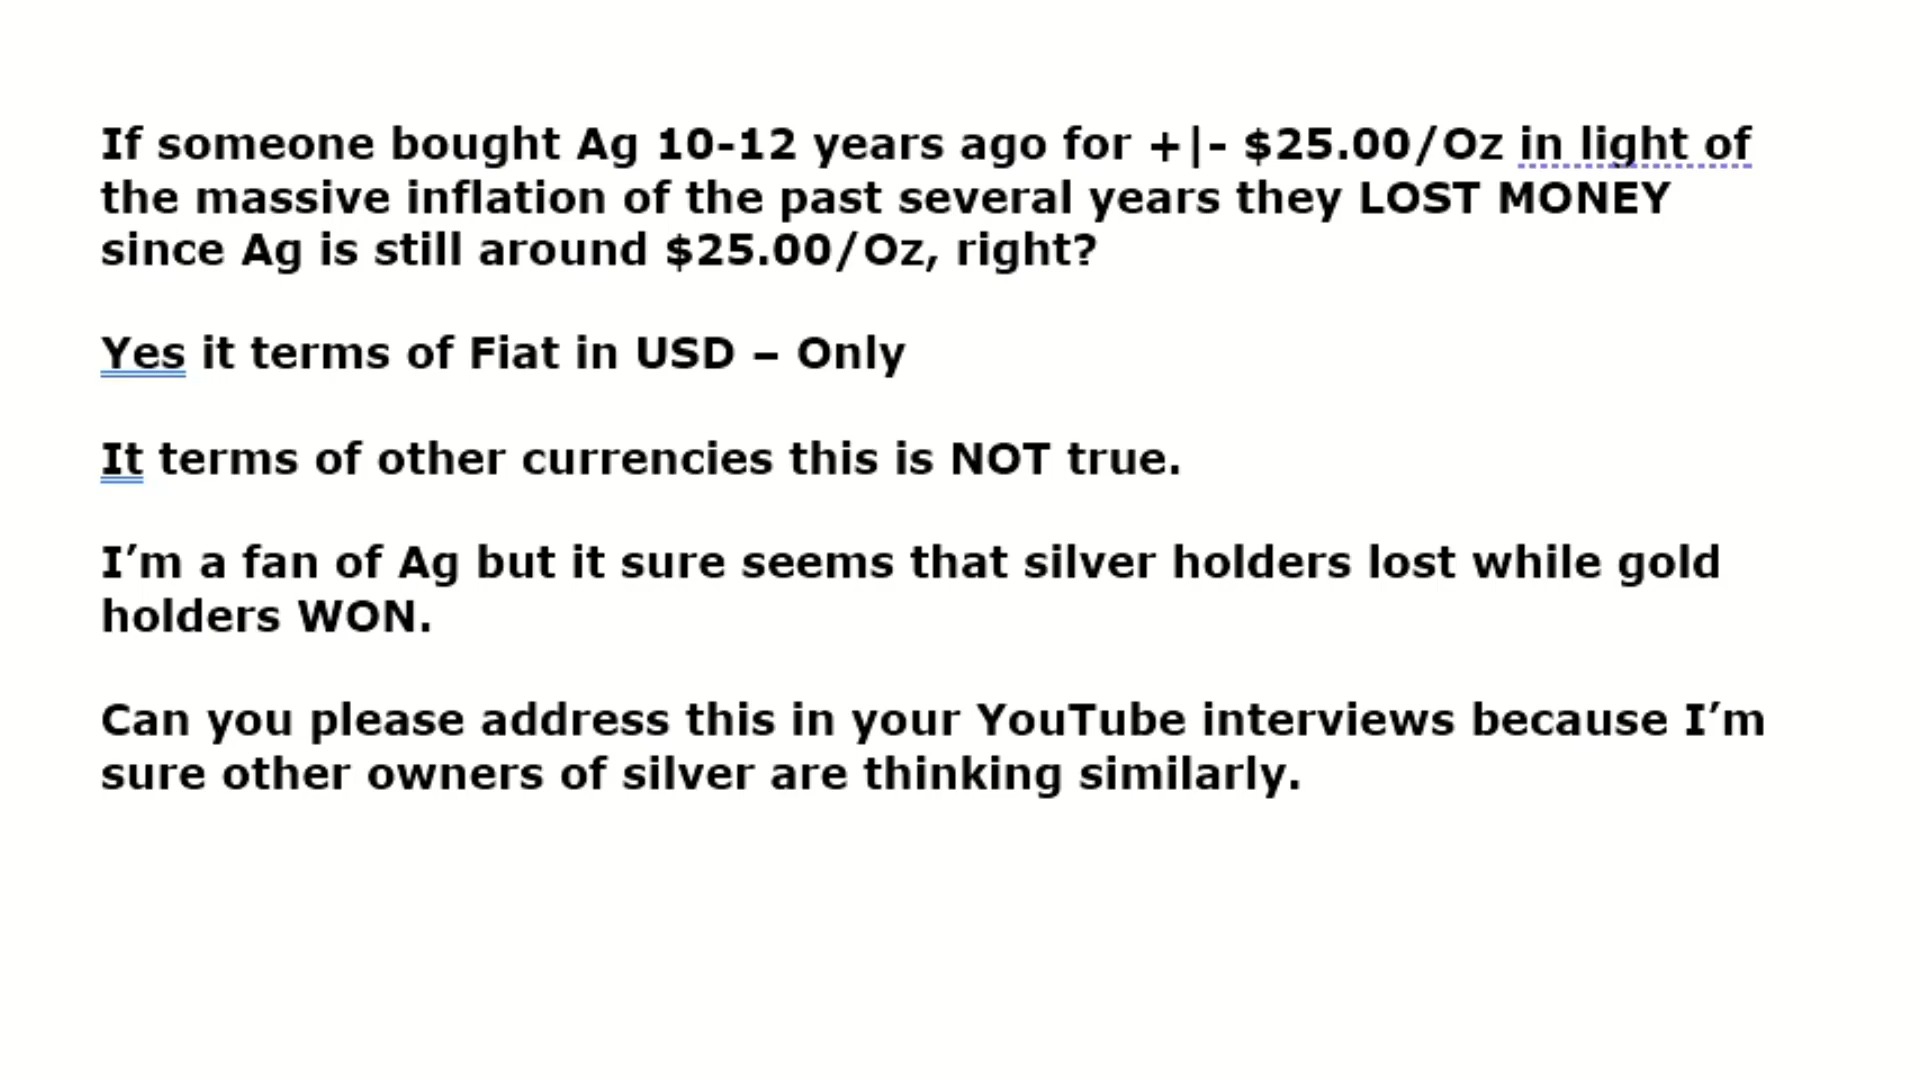 If someone bought Ag 10-12 years ago for +|- $25.00/Oz in light of
the massive inflation of the past several years they LOST MONEY
since Ag is still around $25.00/Oz, right?
Yes it terms of Fiat in USD – Only
It terms of other currencies this is NOT true.
I’m a fan of Ag but it sure seems that silver holders lost while gold
holders WON.
Can you please address this in your YouTube interviews because I’m
sure other owners of silver are thinking similarly.